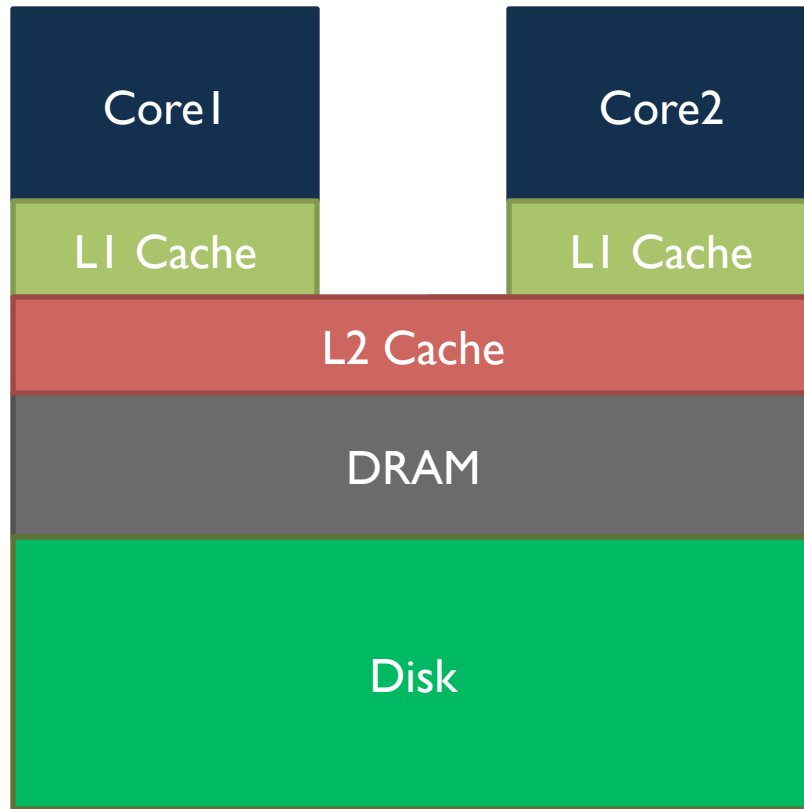 Core1
Core2
L1 Cache
L1 Cache
L2 Cache
DRAM
Disk